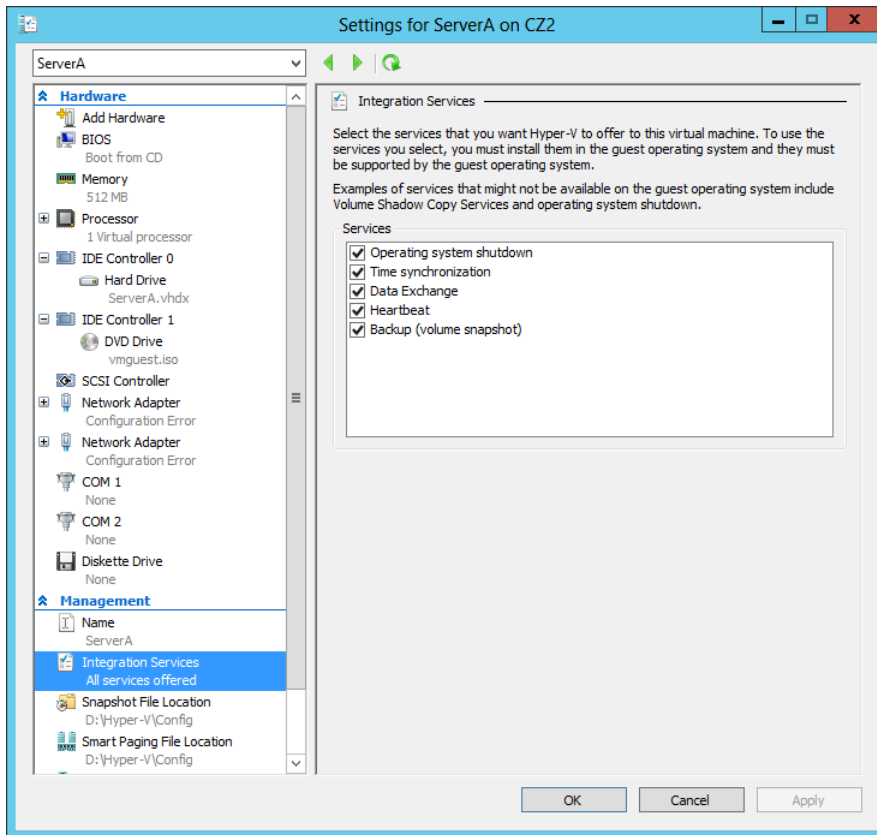 Settings for ServerA on CZ2
x
ServerA
Hardware
Add Hardware
BIOS
Boot from CD
Memory
512 MB
Processor
1 Virtual processor
IDE Controller 0
Hard Drive
ServerA.vhdx
IDE Controller 1
DVD Drive
vmguest.iso
SCSI Controller
Network Adapter
Configuration Error
Network Adapter
Configuration Error
COM 1
None
COM 2
None
Diskette Drive
None
Management
Name
ServerA
Integration Services
All services offered
Snapshot File Location
D:\Hyper-V\Config
Smart Paging File Location
D:\Hyper-V\Config
Integration Services
Select the services that you want Hyper-V to offer to this virtual machine. To use the
services you select, you must install them in the guest operating system and they must
be supported by the guest operating system.
Examples of services that might not be available on the guest operating system include
Volume Shadow Copy Services and operating system shutdown.
Services
Operating system shutdown
Time synchronization
Data Exchange
Heartbeat
Backup (volume snapshot)
OK
Cancel
Apply